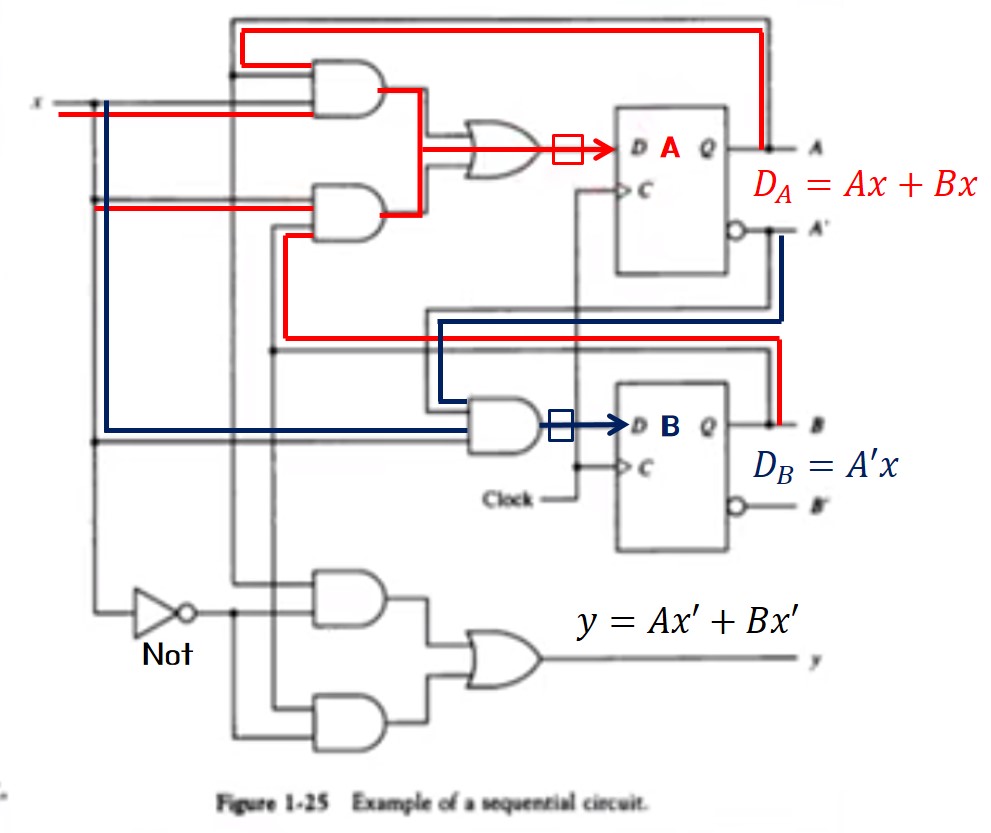 x
D A Q A
D_A = Ax + Bx
C
A'
D B Q B
D_B = A'x
C
Clock
B'
y = Ax' + Bx'
Not
y
Figure 1-25 Example of a sequential circuit.